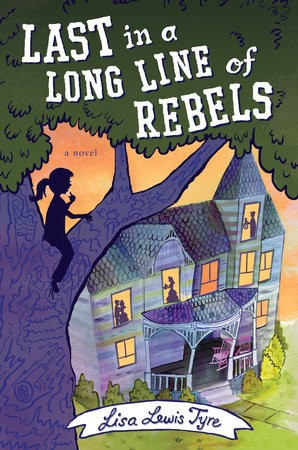 LAST in a
LONG LINE of
REBELS
a novel
Lisa Lewis Tyre